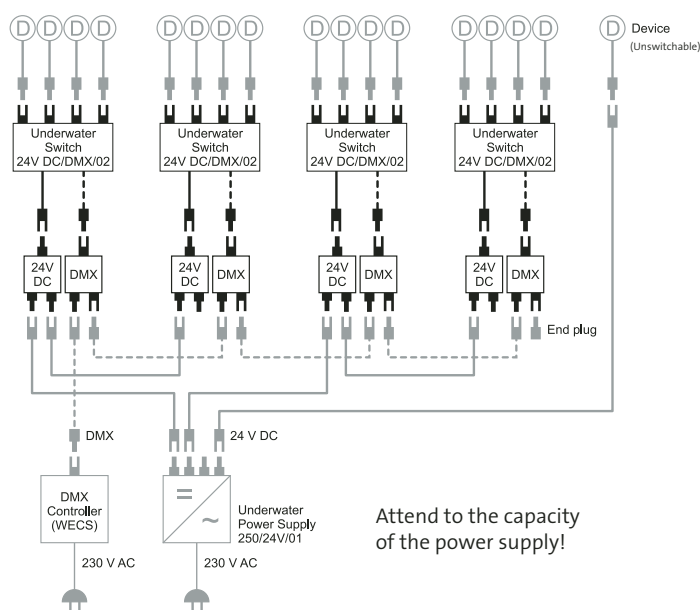 D D D D D D D D D D D D D D D D D Device
(Unswitchable)
Underwater
Switch
24V DC/DMX/02
Underwater
Switch
24V DC/DMX/02
Underwater
Switch
24V DC/DMX/02
Underwater
Switch
24V DC/DMX/02
24V
DC
DMX
24V
DC
DMX
24V
DC
DMX
24V
DC
DMX
End plug
DMX
24 V DC
DMX
Controller
(WECS)
Underwater
Power Supply
250/24V/01
230 V AC
230 V AC
Attend to the capacity
of the power supply!